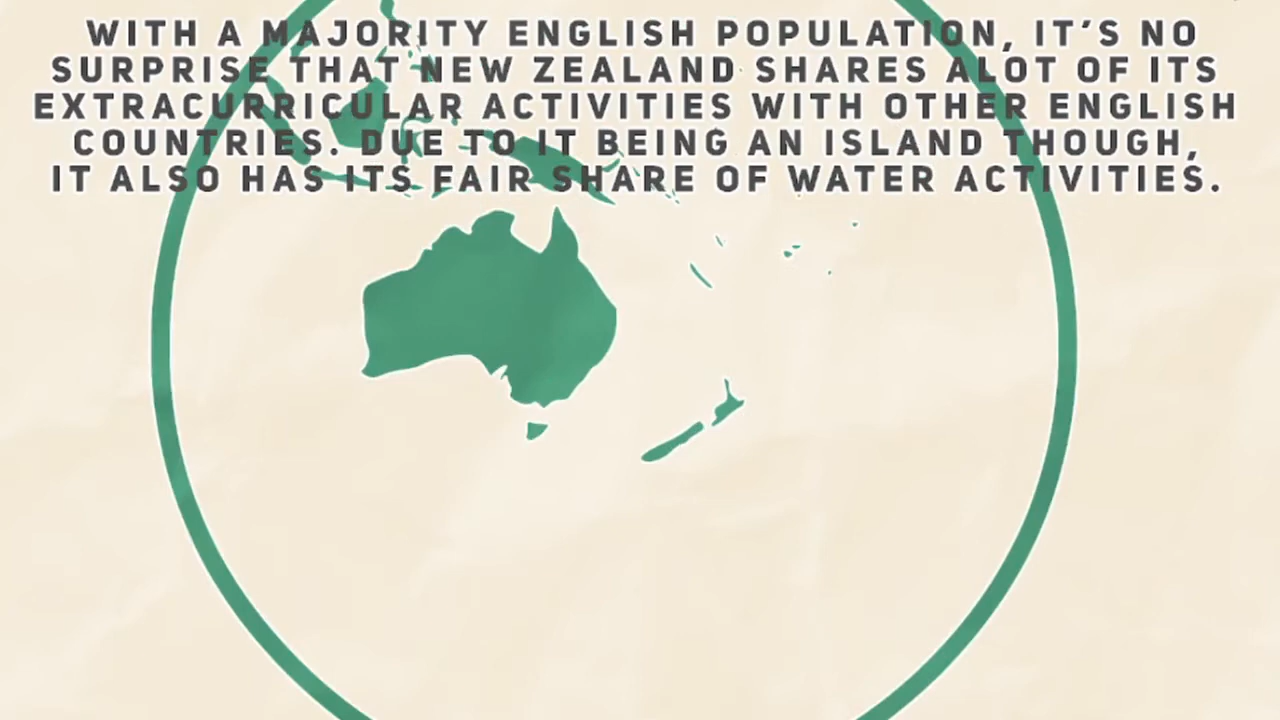 WITH A MAJORITY ENGLISH POPULATION, IT'S NO
SURPRISE THAT NEW ZEALAND SHARES ALOT OF ITS
EXTRACURRICULAR ACTIVITIES WITH OTHER ENGLISH
COUNTRIES. DUE TO IT BEING AN ISLAND THOUGH,
IT ALSO HAS ITS FAIR SHARE OF WATER ACTIVITIES.